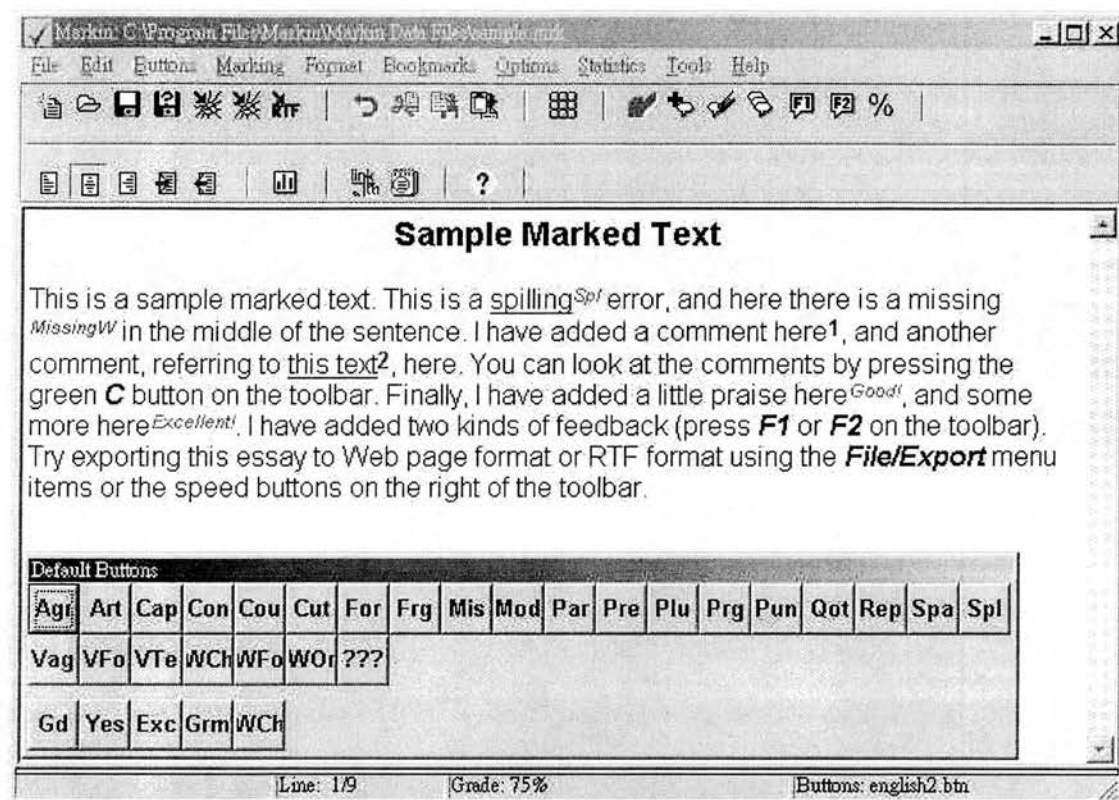 Markin: C:\Program Files\Markin\Markin Data Files\sample.mrk
File Edit Buttons Marking Format Bookmarks Options Statistics Tools Help
RTF F1 F2 %
link ?
Sample Marked Text
This is a sample marked text. This is a spilling Spl error, and here there is a missing
MissingW in the middle of the sentence. I have added a comment here1, and another
comment, referring to this text2, here. You can look at the comments by pressing the
green C button on the toolbar. Finally, I have added a little praise here Good!, and some
more here Excellent!. I have added two kinds of feedback (press F1 or F2 on the toolbar).
Try exporting this essay to Web page format or RTF format using the File/Export menu
items or the speed buttons on the right of the toolbar.
Default Buttons
Agr Art Cap Con Cou Cut For Frg Mis Mod Par Pre Plu Prg Pun Qot Rep Spa Spl
Vag VFo VTe WCh WFo WOr ???
Gd Yes Exc Grm WCh
Line: 1/9 Grade: 75% Buttons: english2.btn